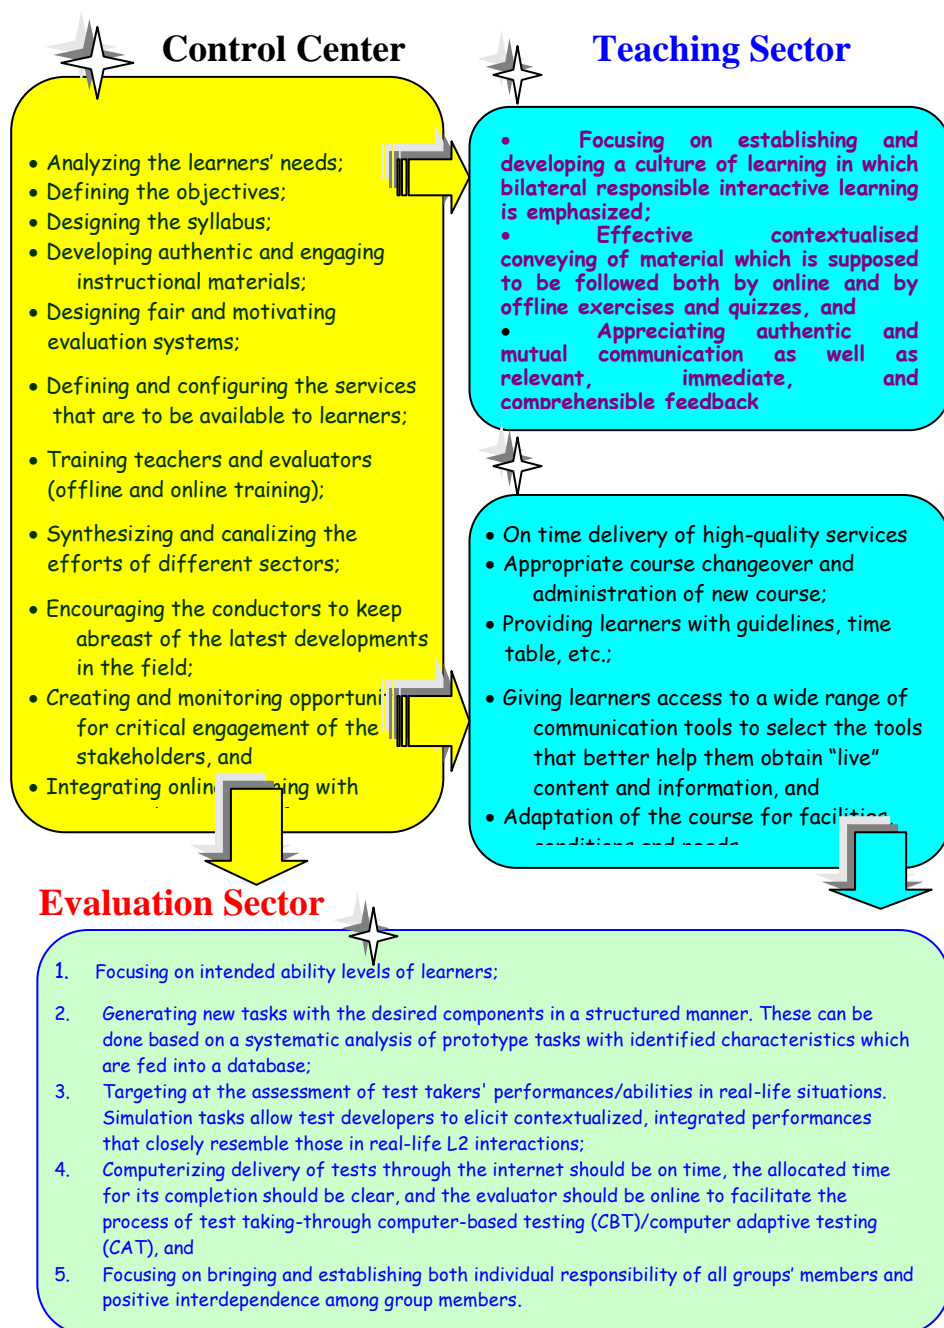 Control Center
• Analyzing the learners’ needs;
• Defining the objectives;
• Designing the syllabus;
• Developing authentic and engaging
instructional materials;
• Designing fair and motivating
evaluation systems;
• Defining and configuring the services
that are to be available to learners;
• Training teachers and evaluators
(offline and online training);
• Synthesizing and canalizing the
efforts of different sectors;
• Encouraging the conductors to keep
abreast of the latest developments
in the field;
• Creating and monitoring
for critical engagement of the
stakeholders, and
• Integrating with
Teaching Sector
• Focusing on establishing and
developing a culture of learning in which
bilateral responsible interactive learning
is emphasized;
• Effective contextualised
conveying of material which is supposed
to be followed both by online and by
offline exercises and quizzes, and
• Appreciating authentic and
mutual communication as well as
relevant, immediate, and
comprehensible feedback
• On time delivery of high-quality services
• Appropriate course changeover and
administration of new course;
• Providing learners with guidelines, time
table, etc.;
• Giving learners access to a wide range of
communication tools to select the tools
that better help them obtain “live”
content and information, and
• Adaptation of the course for facilities,
conditions and needs
Evaluation Sector
1. Focusing on intended ability levels of learners;
2. Generating new tasks with the desired components in a structured manner. These can be
done based on a systematic analysis of prototype tasks with identified characteristics which
are fed into a database;
3. Targeting at the assessment of test takers' performances/abilities in real-life situations.
Simulation tasks allow test developers to elicit contextualized, integrated performances
that closely resemble those in real-life L2 interactions;
4. Computerizing delivery of tests through the internet should be on time, the allocated time
for its completion should be clear, and the evaluator should be online to facilitate the
process of test taking-through computer-based testing (CBT)/computer adaptive testing
(CAT), and
5. Focusing on bringing and establishing both individual responsibility of all groups’ members and
positive interdependence among group members.